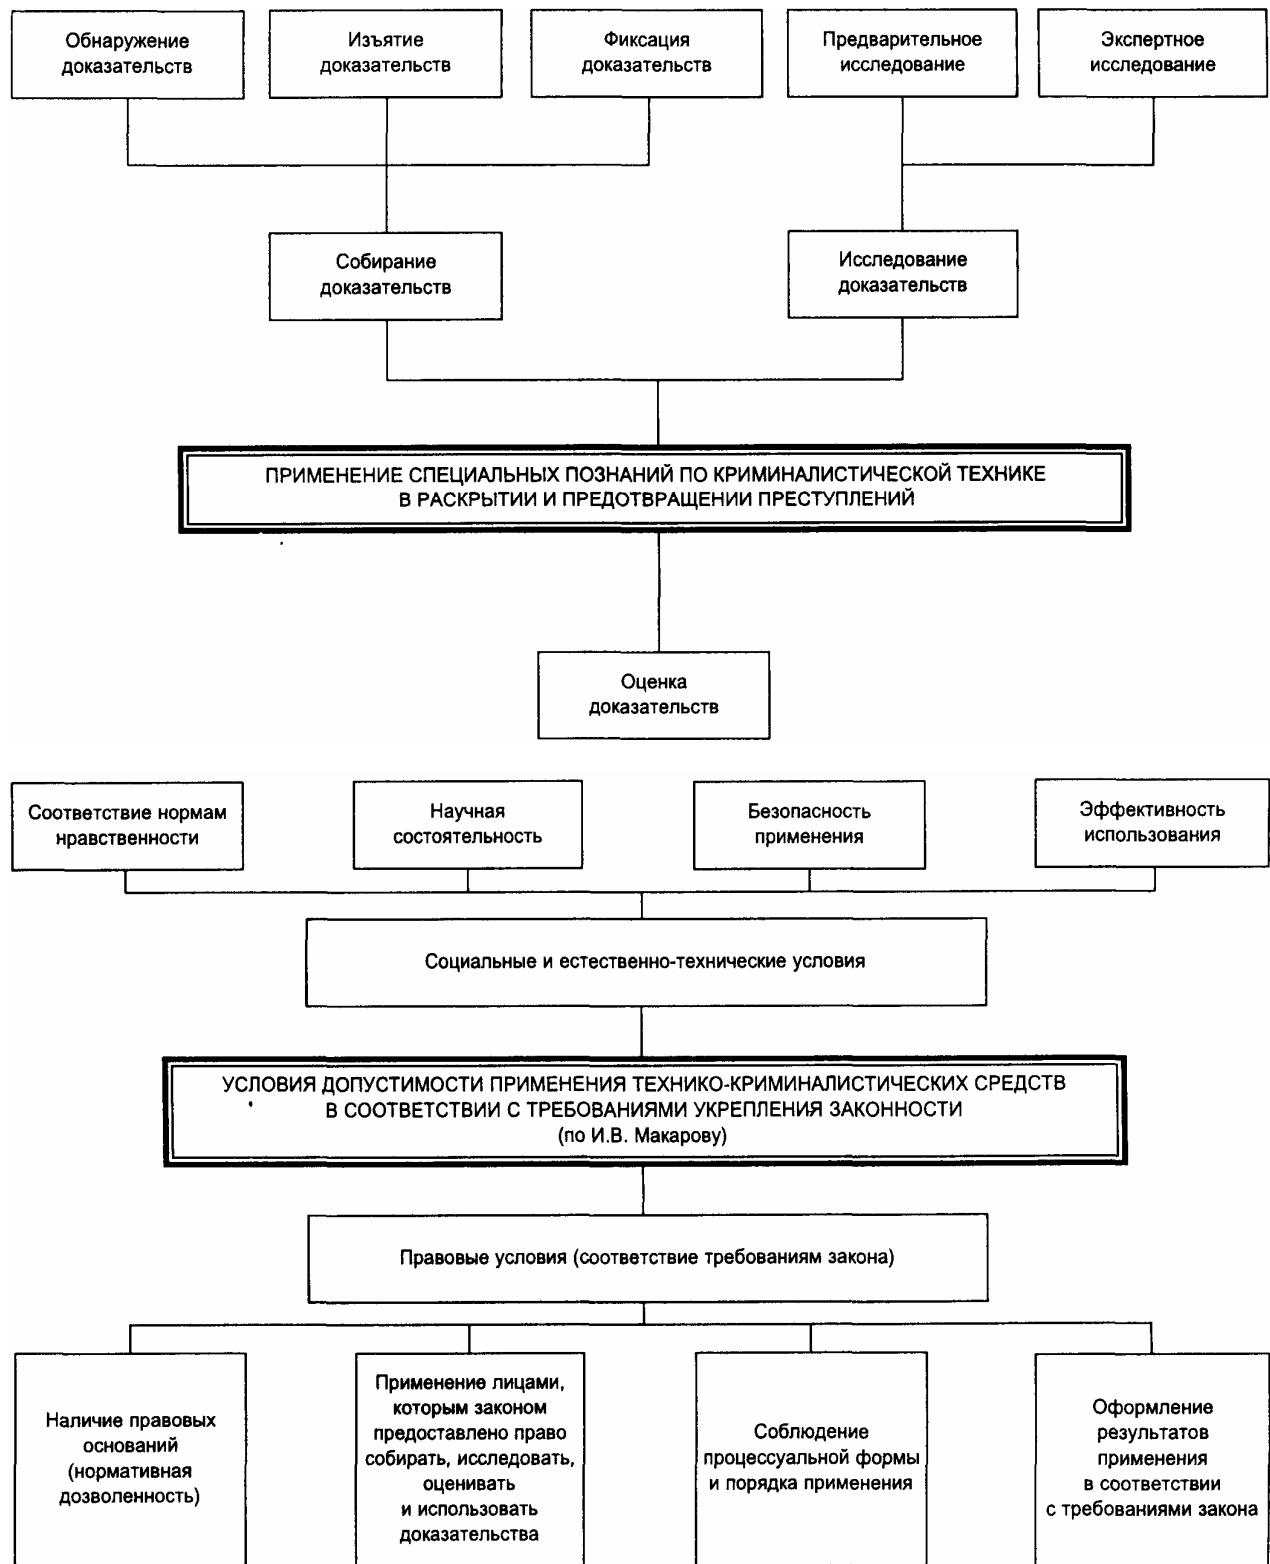 Обнаружение
доказательств
Изъятие
доказательств
Фиксация
доказательств
Предварительное
исследование
Экспертное
исследование
Собирание
доказательств
Исследование
доказательств
ПРИМЕНЕНИЕ СПЕЦИАЛЬНЫХ ПОЗНАНИЙ ПО КРИМИНАЛИСТИЧЕСКОЙ ТЕХНИКЕ
В РАСКРЫТИИ И ПРЕДОТВРАЩЕНИИ ПРЕСТУПЛЕНИЙ
Оценка
доказательств
Соответствие нормам
нравственности
Научная
состоятельность
Безопасность
применения
Эффективность
использования
Социальные и естественно-технические условия
УСЛОВИЯ ДОПУСТИМОСТИ ПРИМЕНЕНИЯ ТЕХНИКО-КРИМИНАЛИСТИЧЕСКИХ СРЕДСТВ
В СООТВЕТСТВИИ С ТРЕБОВАНИЯМИ УКРЕПЛЕНИЯ ЗАКОННОСТИ
(по И.В. Макарову)
Правовые условия (соответствие требованиям закона)
Наличие правовых
оснований
(нормативная
дозволенность)
Применение лицами,
которым законом
предоставлено право
собирать, исследовать,
оценивать
и использовать
доказательства
Соблюдение
процессуальной формы
и порядка применения
Оформление
результатов
применения
в соответствии
с требованиями закона